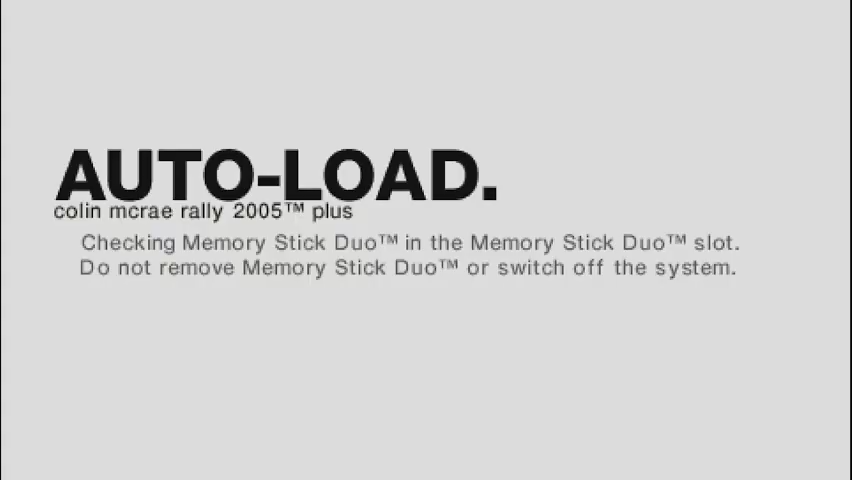 AUTO-LOAD.
colin mcrae rally 2005™ plus
Checking Memory Stick Duo™ in the Memory Stick Duo™ slot.
Do not remove Memory Stick Duo™ or switch off the system.